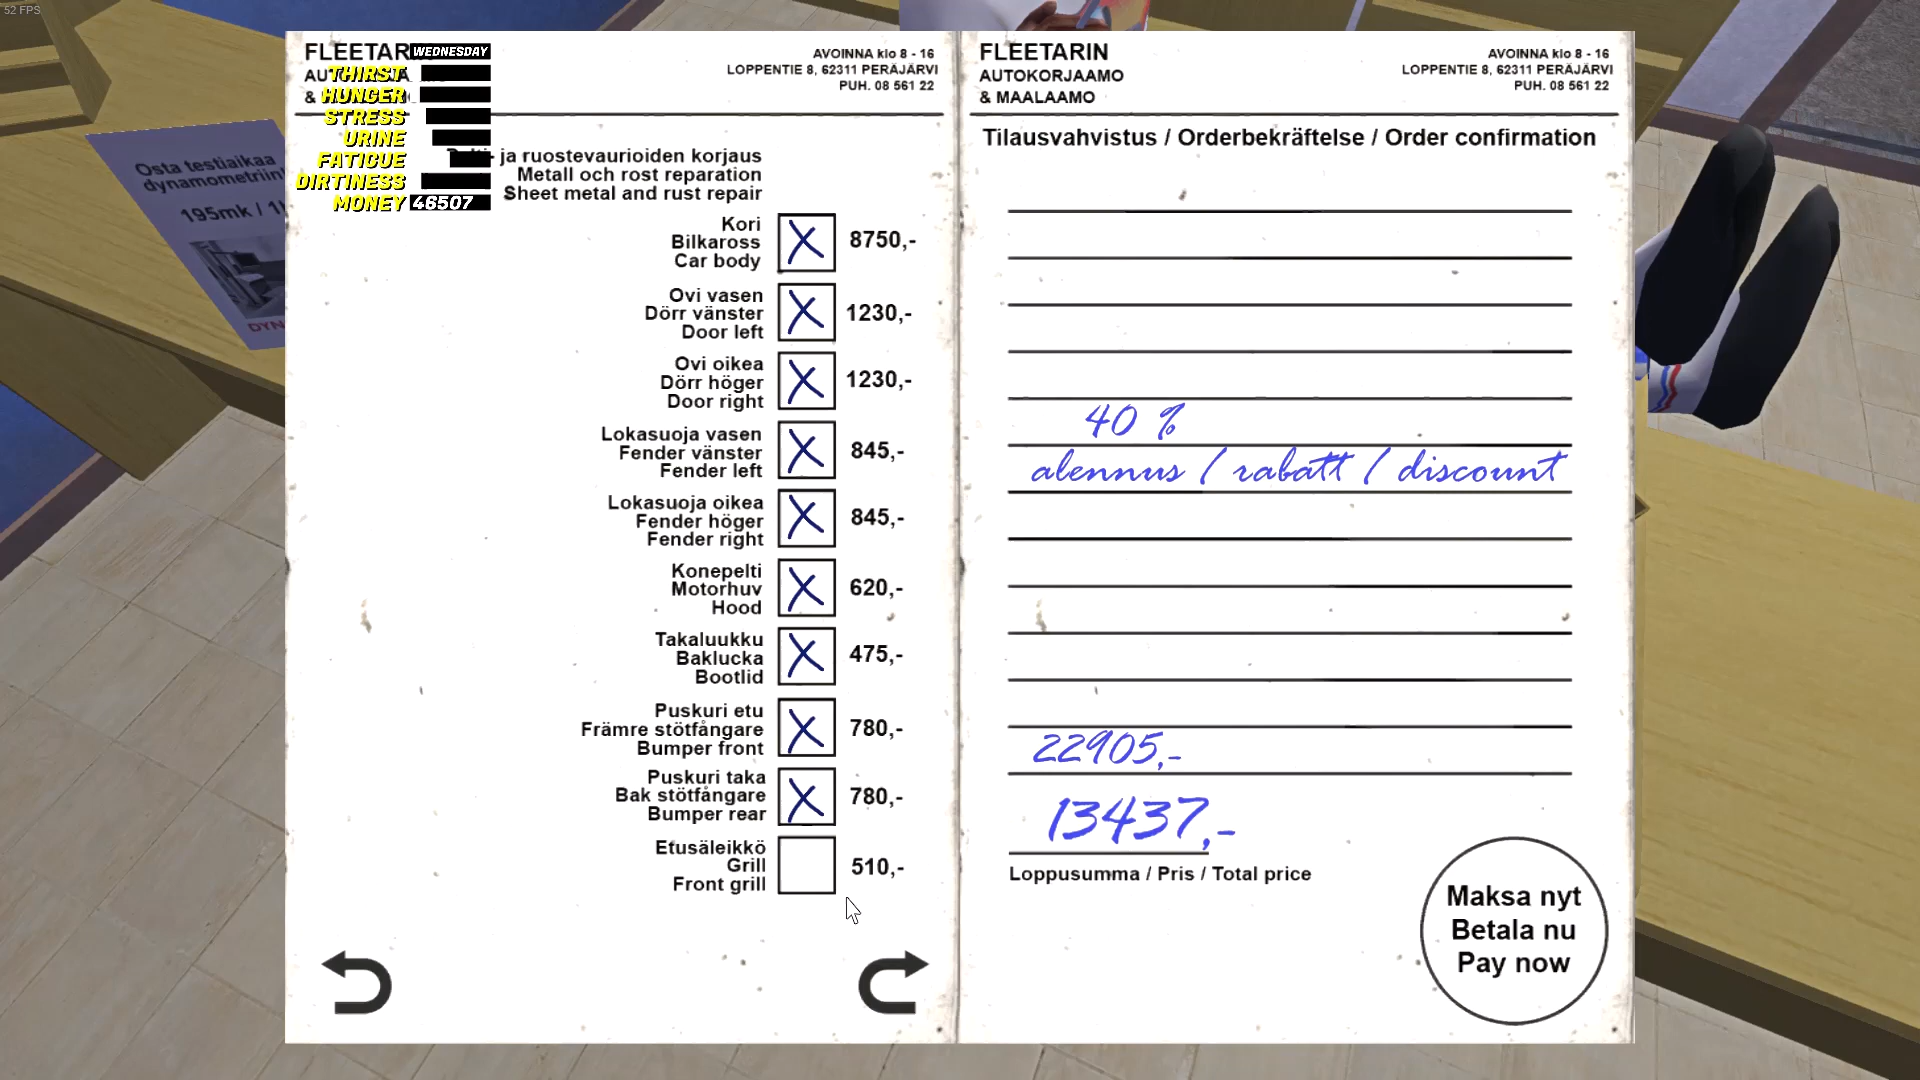 52 FPS
WEDNESDAY
THIRST
HUNGER
STRESS
URINE
FATIGUE
DIRTINESS
MONEY 46507
Osta testiaikaa
195mk /
AVOINNA klo 8 - 16
LOPPENTIE 8, 62311 PERÄJÄRVI
PUH. 08 561 22
&
ja ruostevaurioiden korjaus
Metall och rost reparation
Sheet metal and rust repair
Kori
Bilkaross
Car body
X 8750,-
Ovi vasen
Dörr vänster
Door left
X 1230,-
Ovi oikea
Dörr höger
Door right
X 1230,-
Lokasuoja vasen
Fender vänster
Fender left
X 845,-
Lokasuoja oikea
Fender höger
Fender right
X 845,-
Konepelti
Motorhuv
Hood
X 620,-
Takaluukku
Baklucka
Bootlid
X 475,-
Puskuri etu
Främre stötfångare
Bumper front
X 780,-
Puskuri taka
Bak stötfångare
Bumper rear
X 780,-
Etusäleikkö
Grill
Front grill
510,-
FLEETARIN
AUTOKORJAAMO
& MAALAAMO
AVOINNA klo 8 - 16
LOPPENTIE 8, 62311 PERÄJÄRVI
PUH. 08 561 22
Tilausvahvistus / Orderbekräftelse / Order confirmation
40 %
alennus / rabatt / discount
22905,-
13437,-
Loppusumma / Pris / Total price
Maksa nyt
Betala nu
Pay now